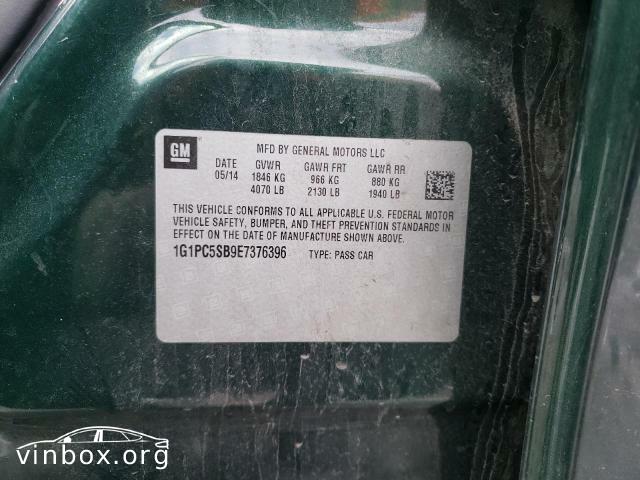 GM
MFD BY GENERAL MOTORS LLC
DATE GVWR GAWR FRT GAWR RR
05/14 1846 KG 966 KG 880 KG
4070 LB 2130 LB 1940 LB
THIS VEHICLE CONFORMS TO ALL APPLICABLE U.S. FEDERAL MOTOR
VEHICLE SAFETY, BUMPER, AND THEFT PREVENTION STANDARDS IN
EFFECT ON THE DATE OF MANUFACTURE SHOWN ABOVE.
1G1PC5SB9E7376396 TYPE: PASS CAR
vinbox.org